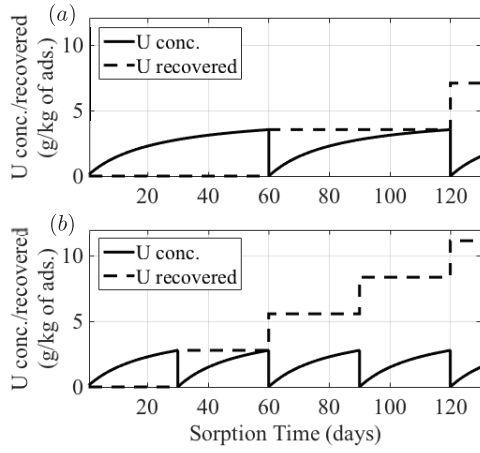 (a)
U conc.
U recovered
U conc./recovered
(g/kg of ads.)
10
5
0
20 40 60 80 100 120
(b)
U conc.
U recovered
U conc./recovered
(g/kg of ads.)
10
5
0
20 40 60 80 100 120
Sorption Time (days)